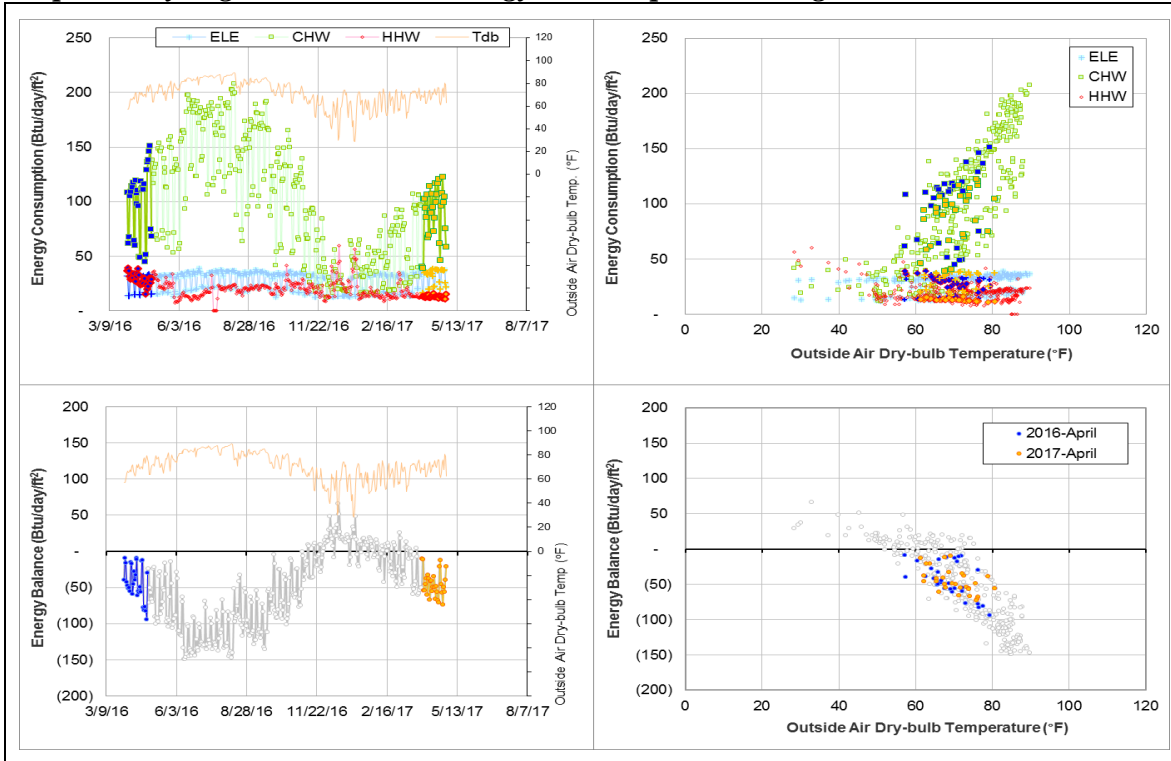 ELE CHW HHW Tdb
Energy Consumption (Btu/day/ft²)
250
200
150
100
50
-
120
100
80
60
40
20
0
Outside Air Dry-bulb Temp. (°F)
3/9/16 6/3/16 8/28/16 11/22/16 2/16/17 5/13/17 8/7/17
Energy Consumption (Btu/day/ft²)
250
200
150
100
50
-
ELE
CHW
HHW
0 20 40 60 80 100 120
Outside Air Dry-bulb Temperature (°F)
Energy Balance (Btu/day/ft²)
200
150
100
50
-
(50)
(100)
(150)
(200)
120
100
80
60
40
20
0
Outside Air Dry-bulb Temp (°F)
3/9/16 6/3/16 8/28/16 11/22/16 2/16/17 5/13/17 8/7/17
Energy Balance (Btu/day/ft²)
200
150
100
50
-
(50)
(100)
(150)
(200)
2016-April
2017-April
0 20 40 60 80 100 120
Outside Air Dry-bulb Temperature (°F)